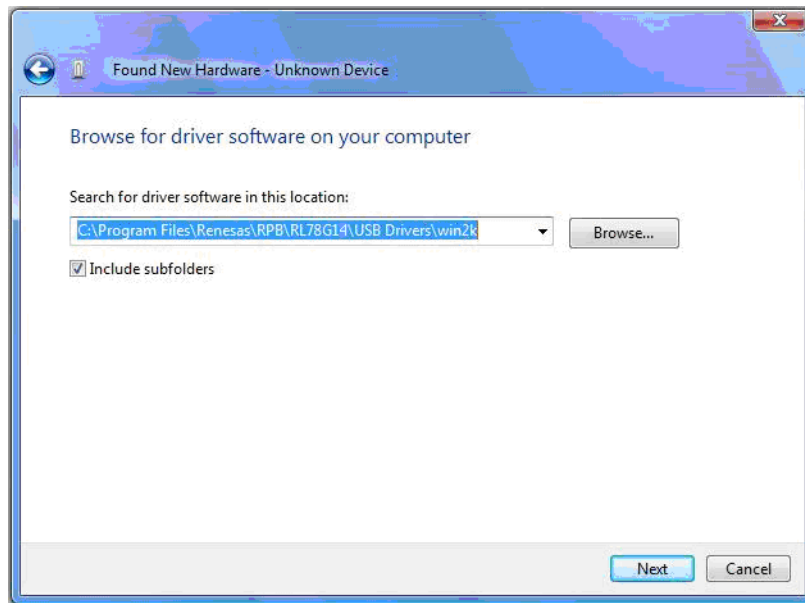 Found New Hardware - Unknown Device
Browse for driver software on your computer
Search for driver software in this location:
C:\Program Files\Renesas\RPB\RL78G14\USB Drivers\win2k
Browse...
Include subfolders
Next
Cancel